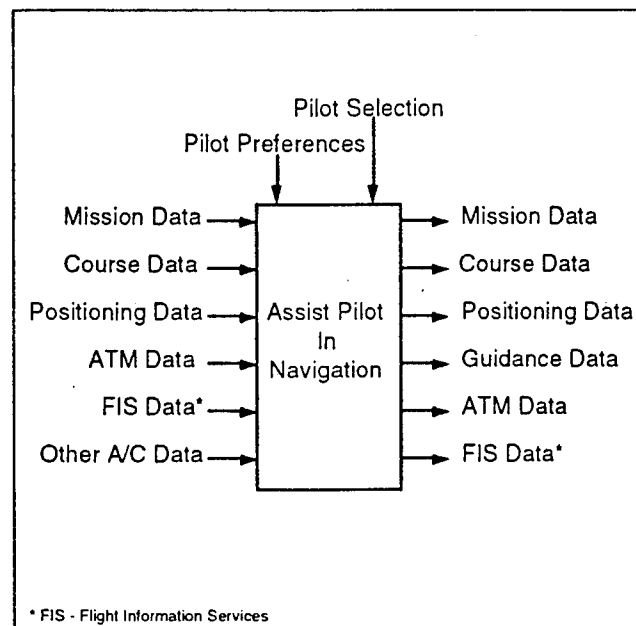 Pilot Selection
Pilot Preferences
Mission Data
Course Data
Positioning Data
ATM Data
FIS Data*
Other A/C Data
Assist Pilot
In
Navigation
Mission Data
Course Data
Positioning Data
Guidance Data
ATM Data
FIS Data*
* FIS - Flight Information Services